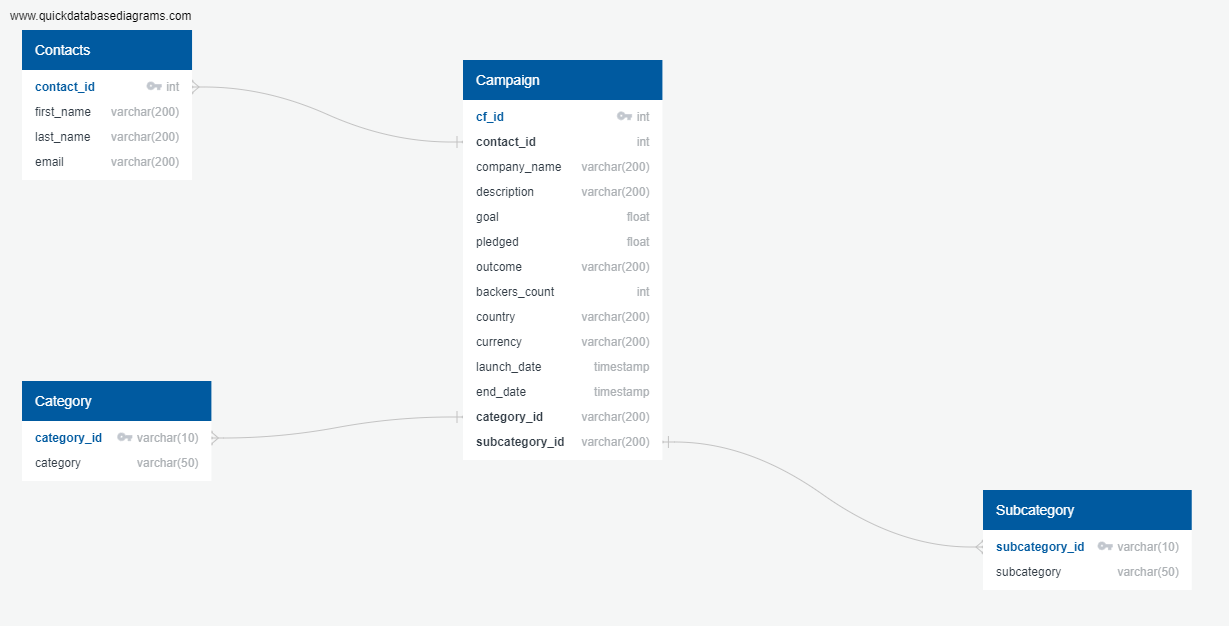 www.quickdatabasediagrams.com
Contacts
contact_id int
first_name varchar(200)
last_name varchar(200)
email varchar(200)
Campaign
cf_id int
contact_id int
company_name varchar(200)
description varchar(200)
goal float
pledged float
outcome varchar(200)
backers_count int
country varchar(200)
currency varchar(200)
launch_date timestamp
end_date timestamp
category_id varchar(200)
subcategory_id varchar(200)
Category
category_id varchar(10)
category varchar(50)
Subcategory
subcategory_id varchar(10)
subcategory varchar(50)